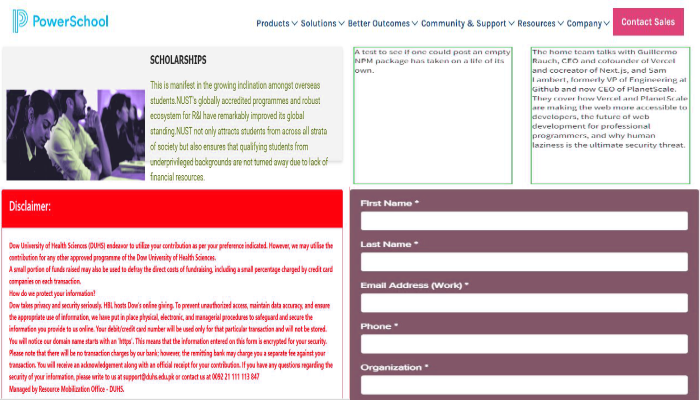 PowerSchool
Products Solutions Better Outcomes Community & Support Resources Company Contact Sales
SCHOLARSHIPS
This is manifest in the growing inclination amongst overseas
students.NUST's globally accredited programmes and robust
ecosystem for R&I have remarkably improved its global
standing.NUST not only attracts students from across all strata
of society but also ensures that qualifying students from
underprivileged backgrounds are not turned away due to lack of
financial resources.
A test to see if one could post an empty
NPM package has taken on a life of its
own.
The home team talks with Guillermo
Rauch, CEO and cofounder of Vercel
and cocreator of Next.js, and Sam
Lambert, formerly VP of Engineering at
Github and now CEO of PlanetScale.
They cover how Vercel and PlanetScale
are making the web more accessible to
developers, the future of web
development for professional
programmers, and why human
laziness is the ultimate security threat.
Disclaimer:
Dow University of Health Sciences (DUHS) endeavor to utilize your contribution as per your preference indicated. However, we may utilise the
contribution for any other approved programme of the Dow University of Health Sciences.
A small portion of funds raised may also be used to defray the direct costs of fundraising, including a small percentage charged by credit card
companies on each transaction.
How do we protect your information?
Dow takes privacy and security seriously. HBL hosts Dow's online giving. To prevent unauthorized access, maintain data accuracy, and ensure
the appropriate use of information, we have put in place physical, electronic, and managerial procedures to safeguard and secure the
information you provide to us online. Your debit/credit card number will be used only for that particular transaction and will not be stored.
You will notice our domain name starts with an 'https'. This means that the information entered on this form is encrypted for your security.
Please note that there will be no transaction charges by our bank; however, the remitting bank may charge you a separate fee against your
transaction. You will receive an acknowledgement along with an official receipt for your contribution. If you have any questions regarding the
security of your information, please write to us at support@duhs.edu.pk or contact us at 0092 21 111 113 847
Managed by Resource Mobilization Office - DUHS.
First Name *
Last Name *
Email Address (Work) *
Phone *
Organization *